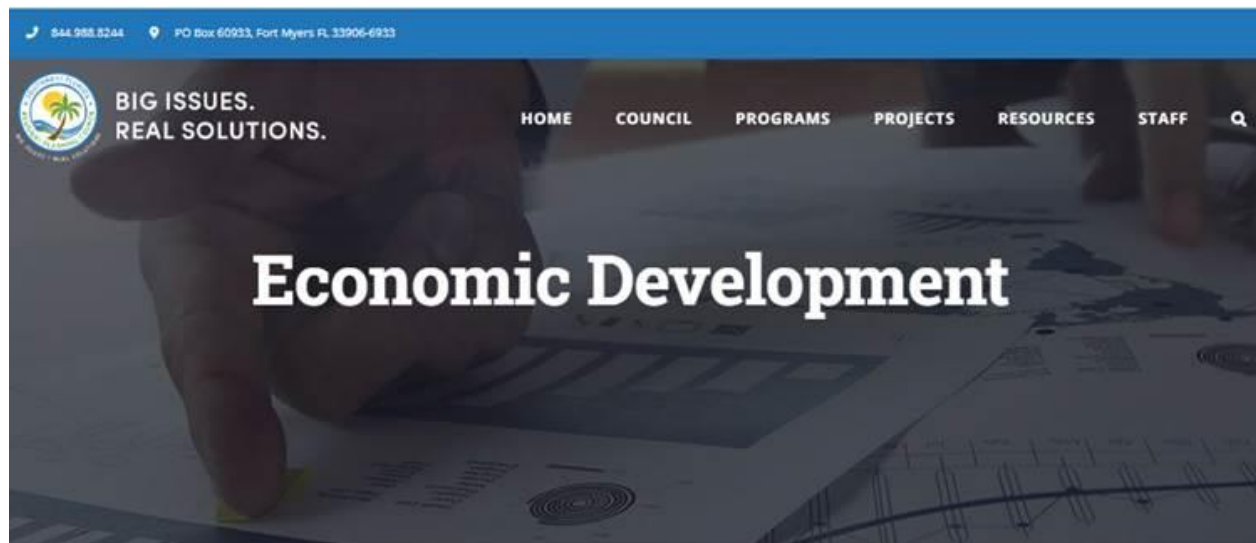 844.988.8244 PO Box 60933, Fort Myers FL 33906-6933
BIG ISSUES.
REAL SOLUTIONS.
HOME COUNCIL PROGRAMS PROJECTS RESOURCES STAFF
Economic Development